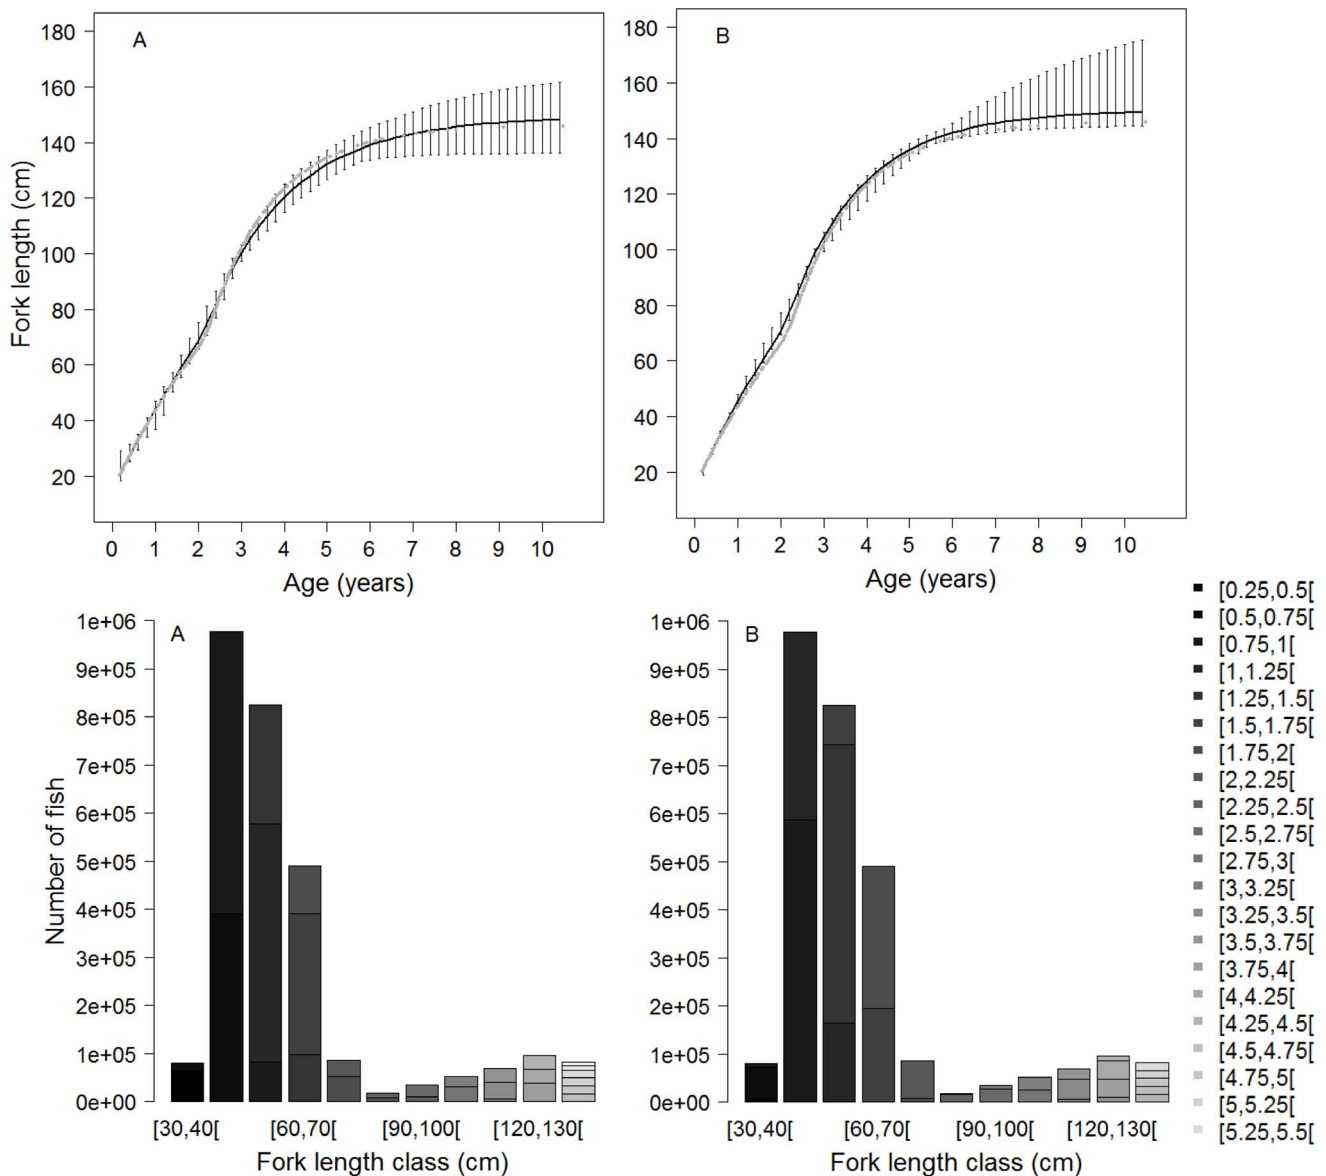 A
180
160
140
120
100
80
60
40
20
Fork length (cm)
0 1 2 3 4 5 6 7 8 9 10
Age (years)
B
180
160
140
120
100
80
60
40
20
0 1 2 3 4 5 6 7 8 9 10
Age (years)
A
1e+06
9e+05
8e+05
7e+05
6e+05
5e+05
4e+05
3e+05
2e+05
1e+05
0e+00
Number of fish
[30,40[ [60,70[ [90,100[ [120,130[
Fork length class (cm)
B
1e+06
9e+05
8e+05
7e+05
6e+05
5e+05
4e+05
3e+05
2e+05
1e+05
0e+00
[30,40[ [60,70[ [90,100[ [120,130[
Fork length class (cm)
[0.25,0.5[
[0.5,0.75[
[0.75,1[
[1,1.25[
[1.25,1.5[
[1.5,1.75[
[1.75,2[
[2,2.25[
[2.25,2.5[
[2.5,2.75[
[2.75,3[
[3,3.25[
[3.25,3.5[
[3.5,3.75[
[3.75,4[
[4,4.25[
[4.25,4.5[
[4.5,4.75[
[4.75,5[
[5,5.25[
[5.25,5.5[